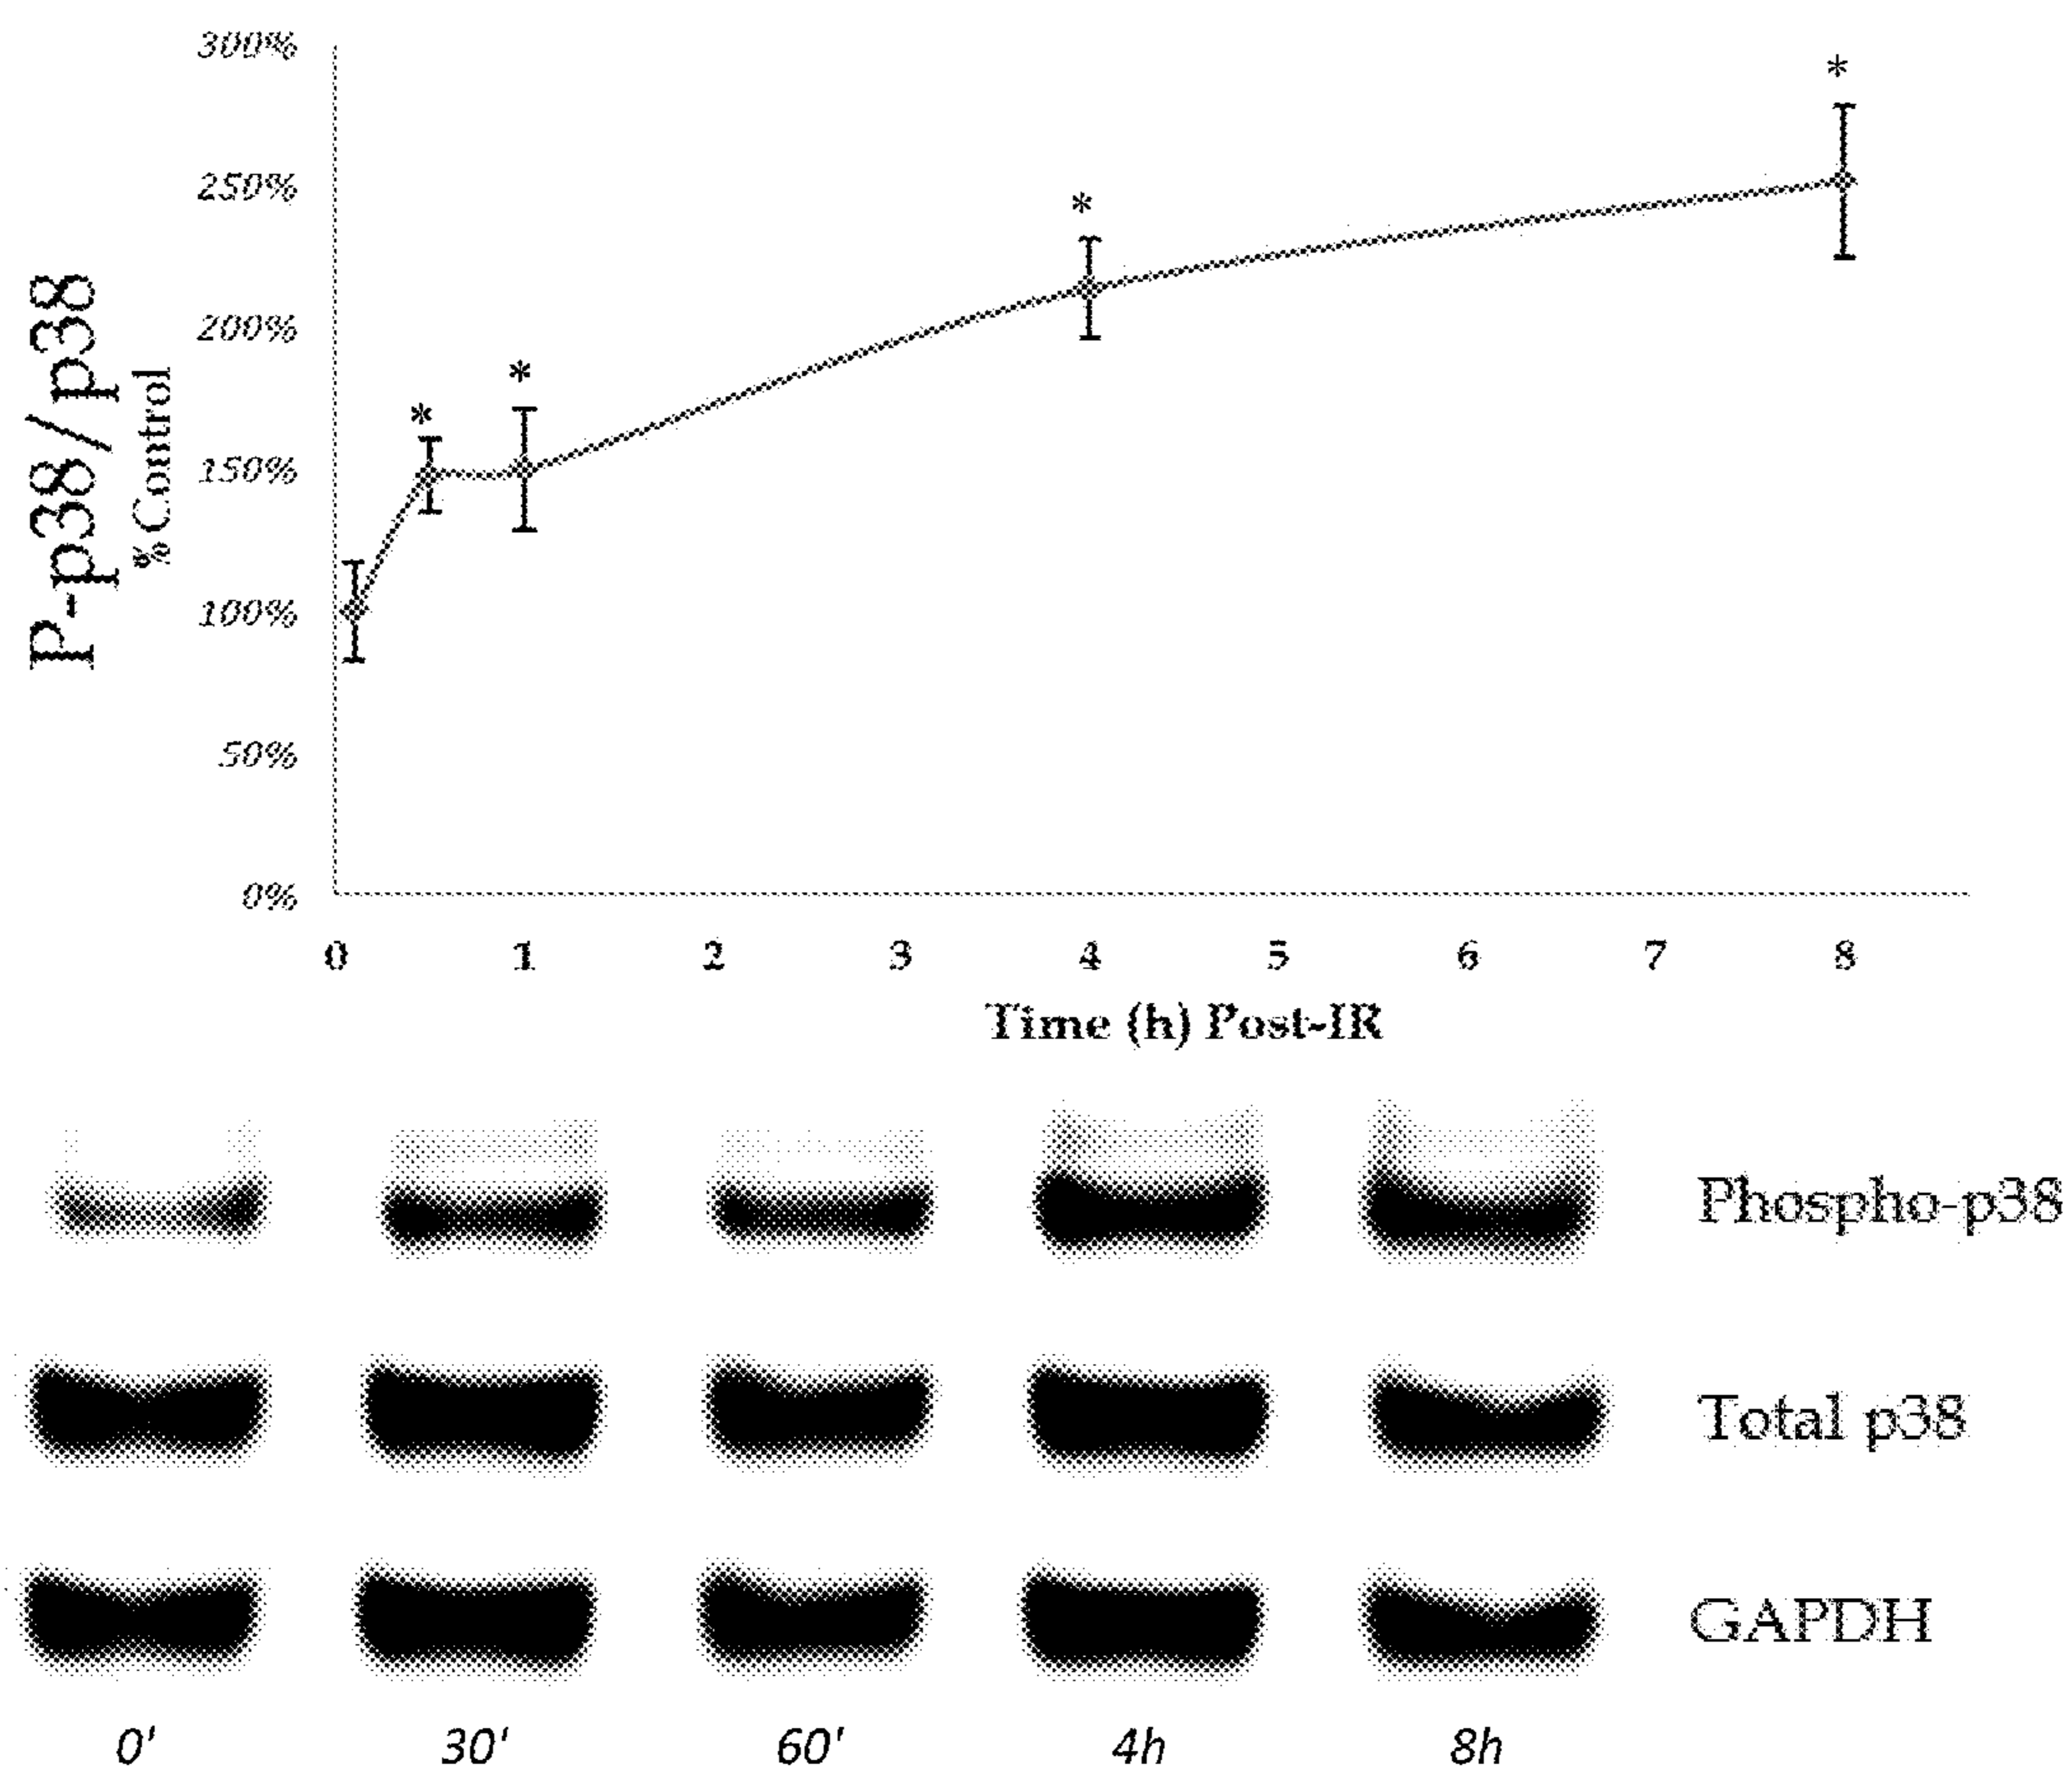 300%
*
250%
*
200%
*
*
150%
100%
50%
0%
P-p38/p38
% Control
0 1 2 3 4 5 6 7 8
Time (h) Post-IR
Phospho-p38
Total p38
GAPDH
0' 30' 60' 4h 8h